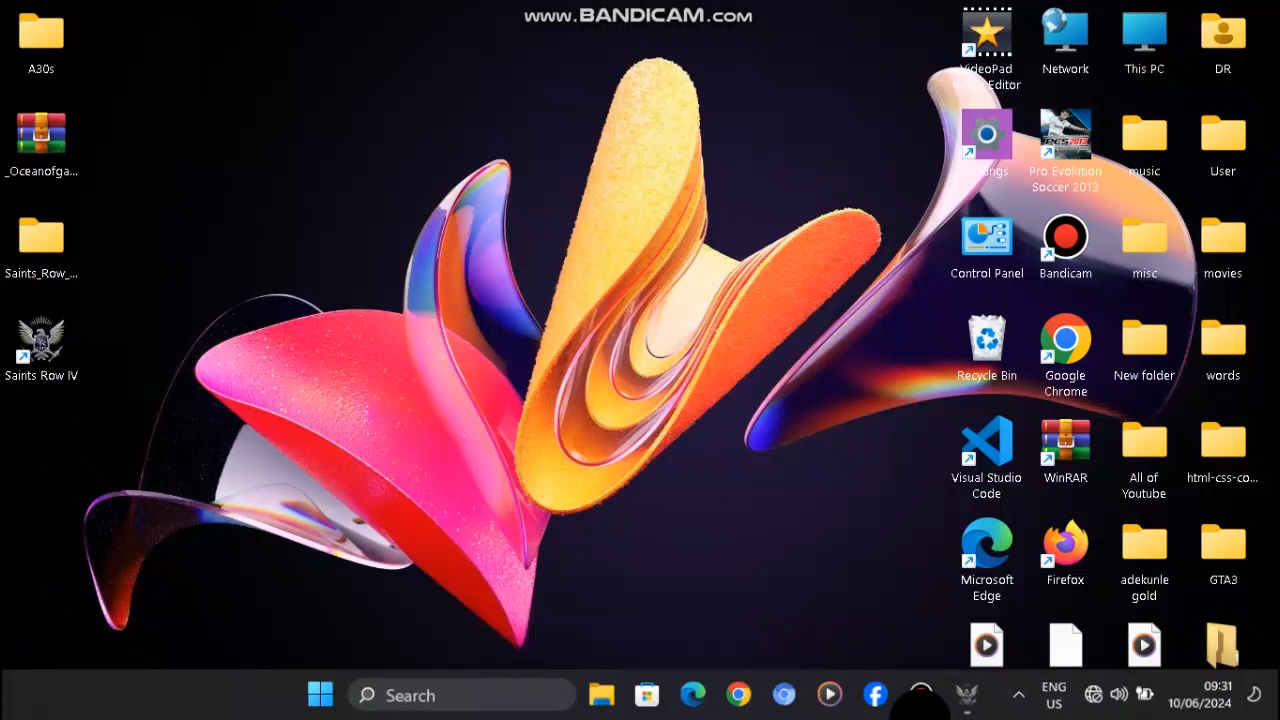 www.BANDICAM.com
A30s
_Oceanofga...
Saints_Row_...
Saints Row IV
VideoPad
Video Editor
Network
This PC
DR
Settings
Pro Evolution
Soccer 2013
music
User
Control Panel
Bandicam
misc
movies
Recycle Bin
Google
Chrome
New folder
words
Visual Studio
Code
WinRAR
All of
Youtube
html-css-co...
Microsoft
Edge
Firefox
adekunle
gold
GTA3
Search
ENG
US
09:31
10/06/2024